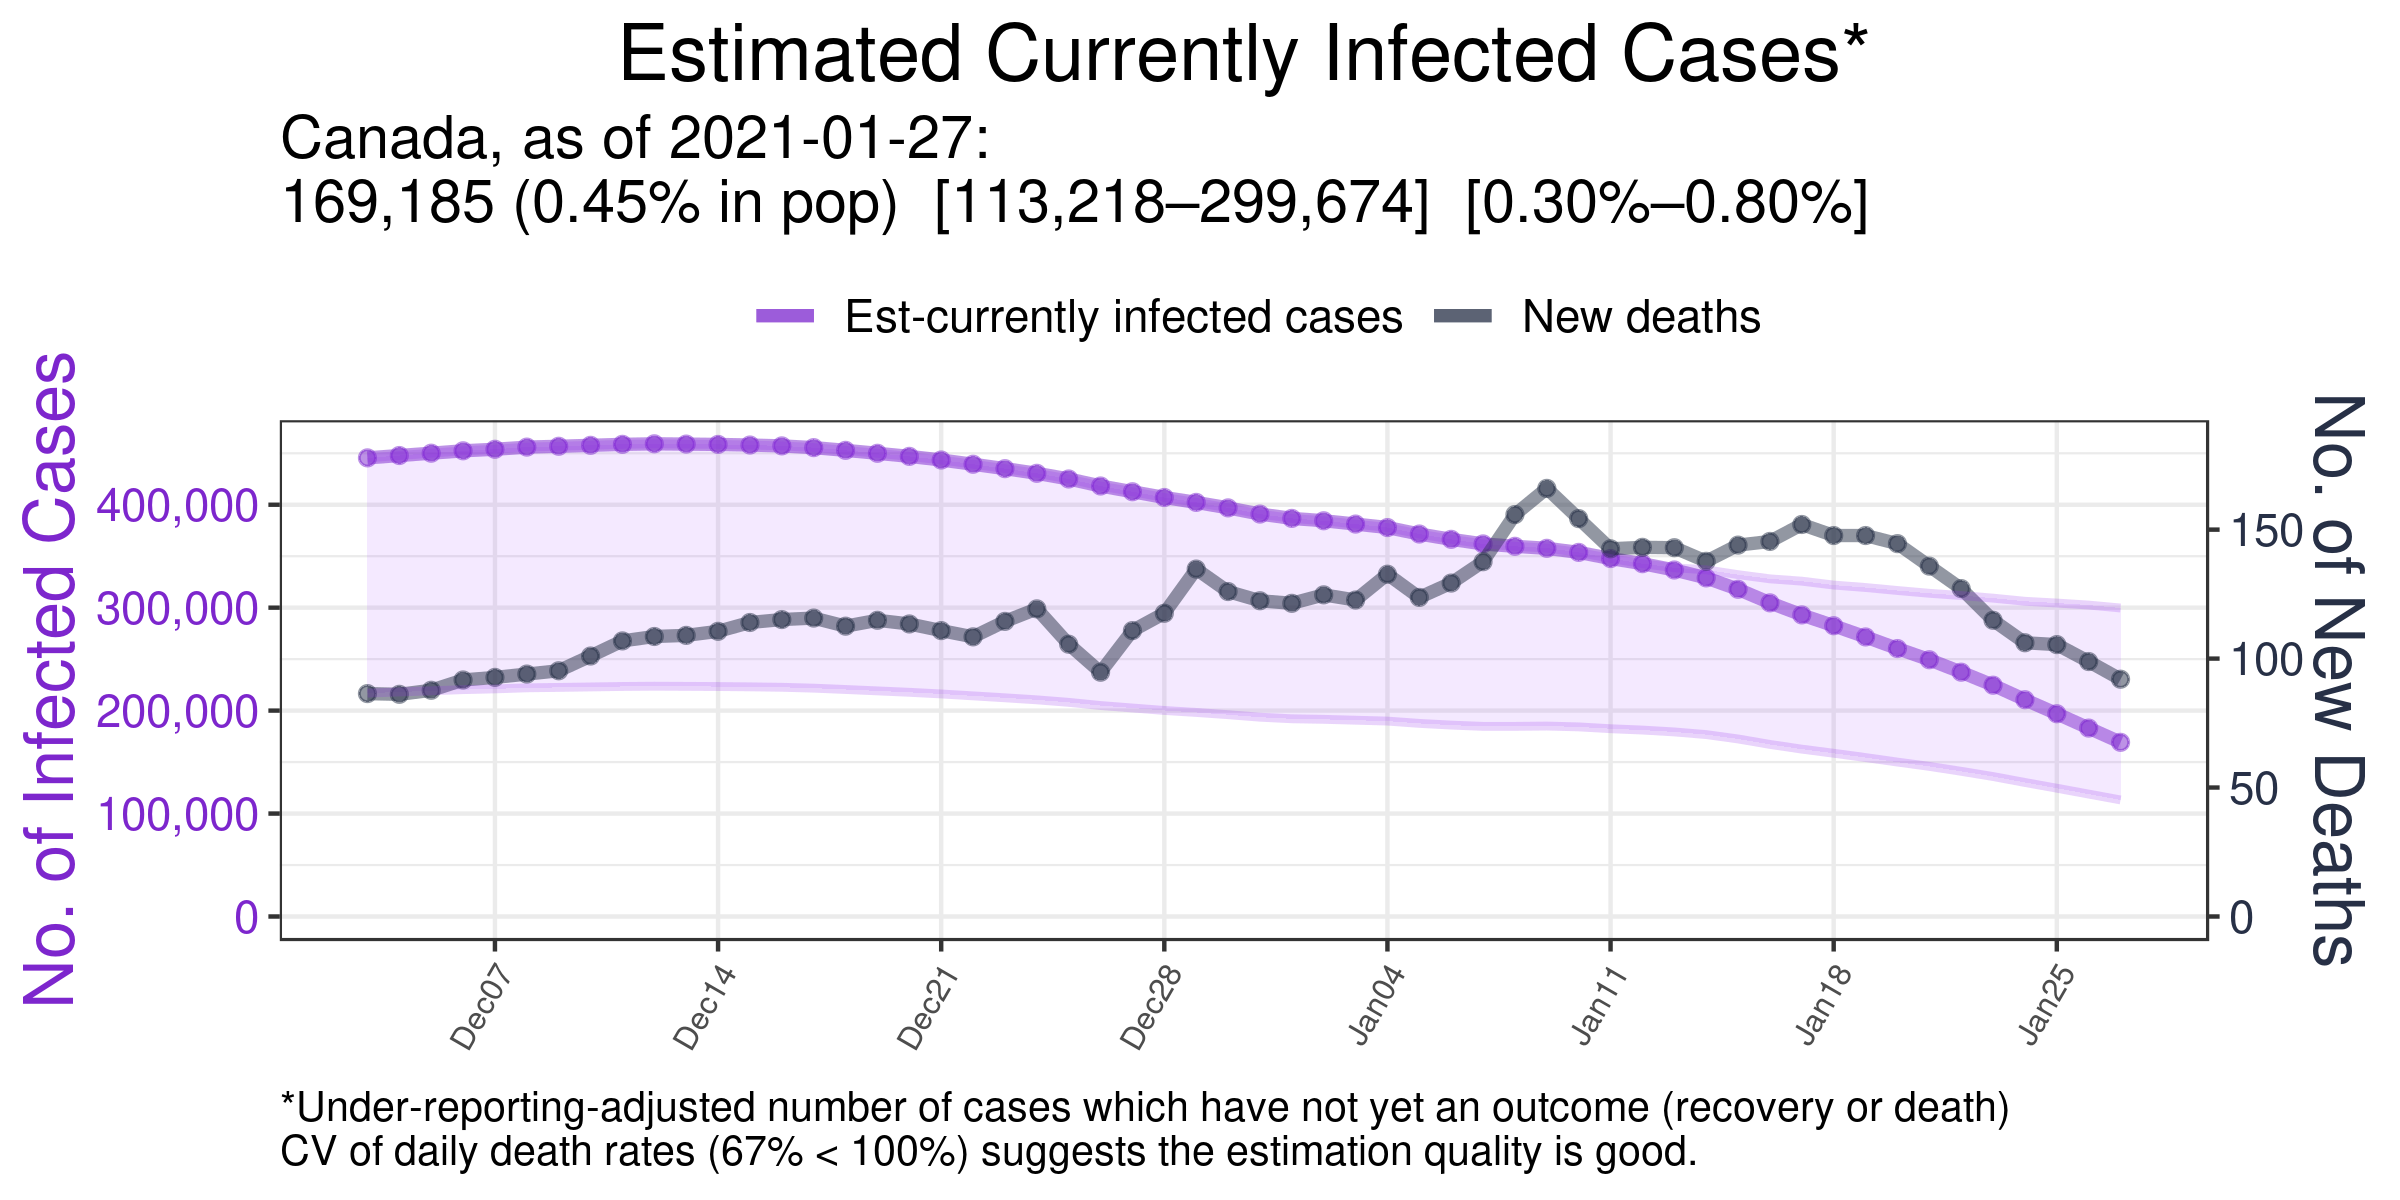 Estimated Currently Infected Cases*
Canada, as of 2021-01-27:
169,185 (0.45% in pop)  [113,218–299,674]  [0.30%–0.80%]
Est-currently infected cases
New deaths
No. of Infected Cases
400,000
300,000
200,000
100,000
0
150
100
50
0
No. of New Deaths
Dec07
Dec14
Dec21
Dec28
Jan04
Jan11
Jan18
Jan25
*Under-reporting-adjusted number of cases which have not yet an outcome (recovery or death)
CV of daily death rates (67% < 100%) suggests the estimation quality is good.